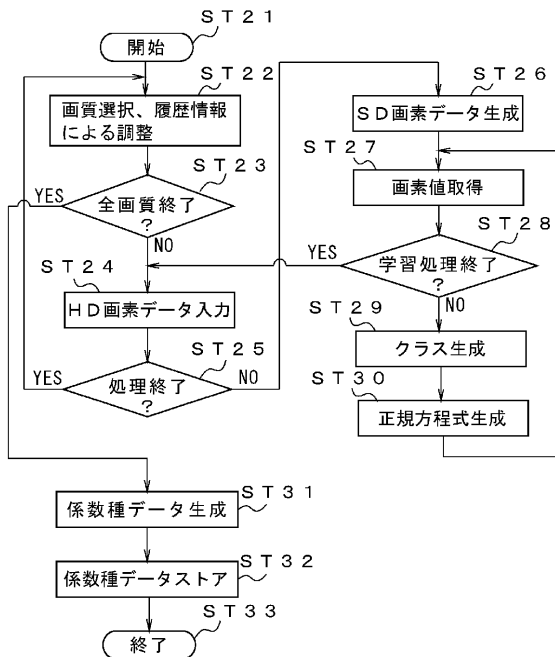 ST21
開始
ST22
画質選択、履歴情報
による調整
ST23
YES
全画質終了
?
NO
ST24
HD画素データ入力
ST25
YES
処理終了
?
NO
ST26
SD画素データ生成
ST27
画素値取得
ST28
YES
学習処理終了
?
NO
ST29
クラス生成
ST30
正規方程式生成
ST31
係数種データ生成
ST32
係数種データストア
ST33
終了